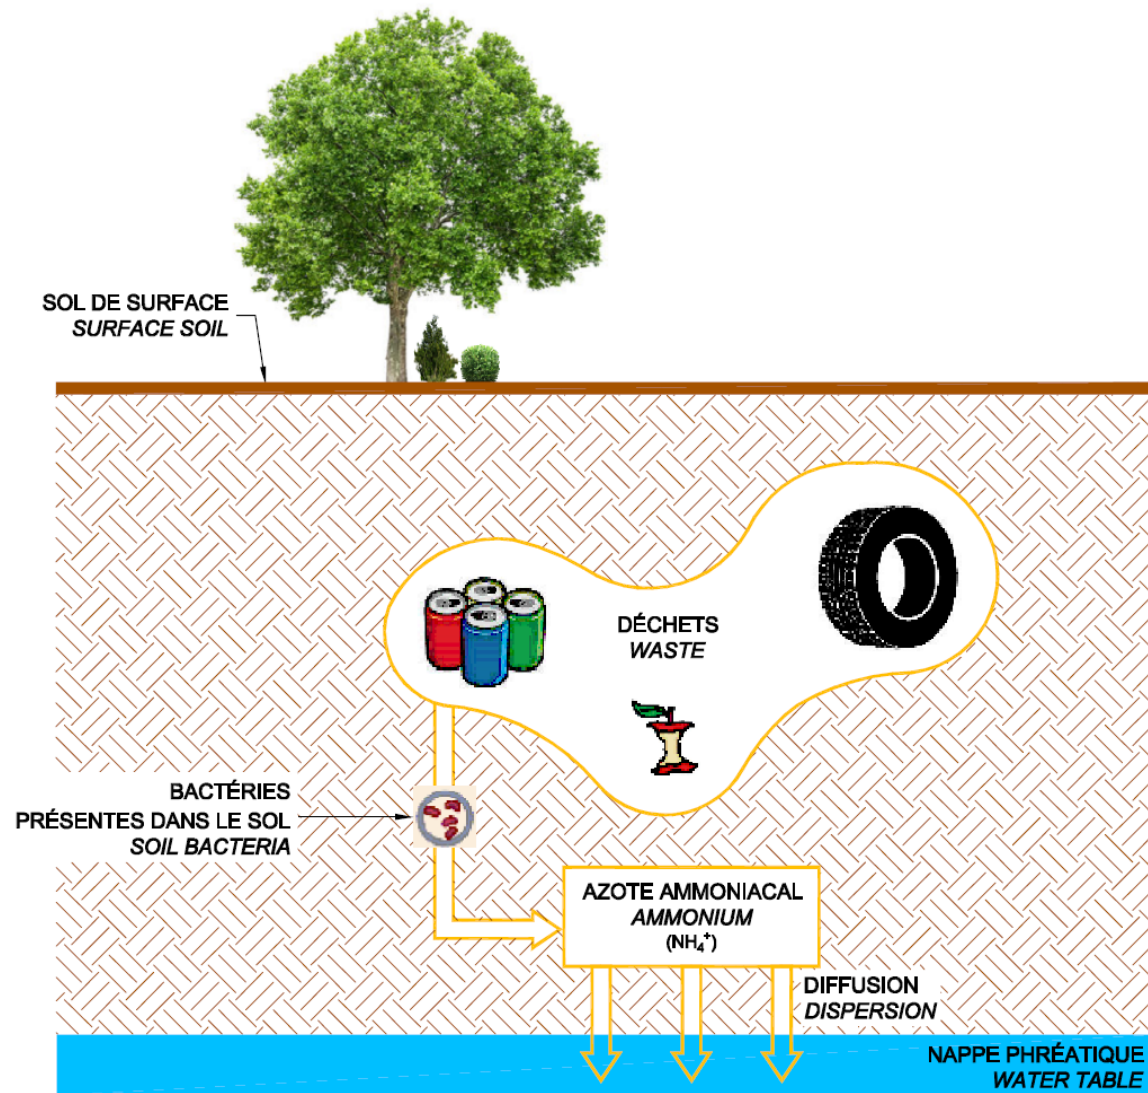 SOL DE SURFACE
SURFACE SOIL
DÉCHETS
WASTE
BACTÉRIES
PRÉSENTES DANS LE SOL
SOIL BACTERIA
AZOTE AMMONIACAL
AMMONIUM
(NH₄⁺)
DIFFUSION
DISPERSION
NAPPE PHRÉATIQUE
WATER TABLE